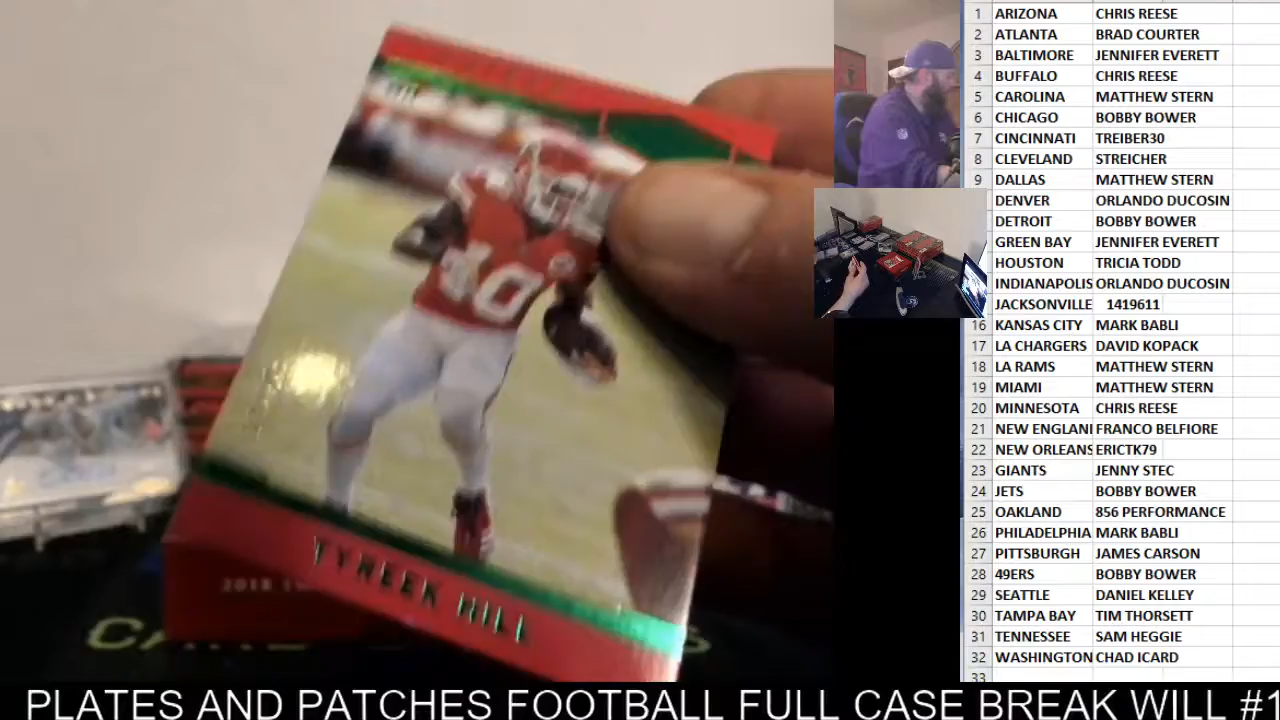 10
TYREEK HILL
2018
1 ARIZONA CHRIS REESE
2 ATLANTA BRAD COURTER
3 BALTIMORE JENNIFER EVERETT
4 BUFFALO CHRIS REESE
5 CAROLINA MATTHEW STERN
6 CHICAGO BOBBY BOWER
7 CINCINNATI TREIBER30
8 CLEVELAND STREICHER
9 DALLAS MATTHEW STERN
DENVER ORLANDO DUCOSIN
DETROIT BOBBY BOWER
GREEN BAY JENNIFER EVERETT
HOUSTON TRICIA TODD
INDIANAPOLIS ORLANDO DUCOSIN
JACKSONVILLE 1419611
16 KANSAS CITY MARK BABLI
17 LA CHARGERS DAVID KOPACK
18 LA RAMS MATTHEW STERN
19 MIAMI MATTHEW STERN
20 MINNESOTA CHRIS REESE
21 NEW ENGLANI FRANCO BELFIORE
22 NEW ORLEANS ERICTK79
23 GIANTS JENNY STEC
24 JETS BOBBY BOWER
25 OAKLAND 856 PERFORMANCE
26 PHILADELPHIA MARK BABLI
27 PITTSBURGH JAMES CARSON
28 49ERS BOBBY BOWER
29 SEATTLE DANIEL KELLEY
30 TAMPA BAY TIM THORSETT
31 TENNESSEE SAM HEGGIE
32 WASHINGTON CHAD ICARD
33
PLATES AND PATCHES FOOTBALL FULL CASE BREAK WILL #1